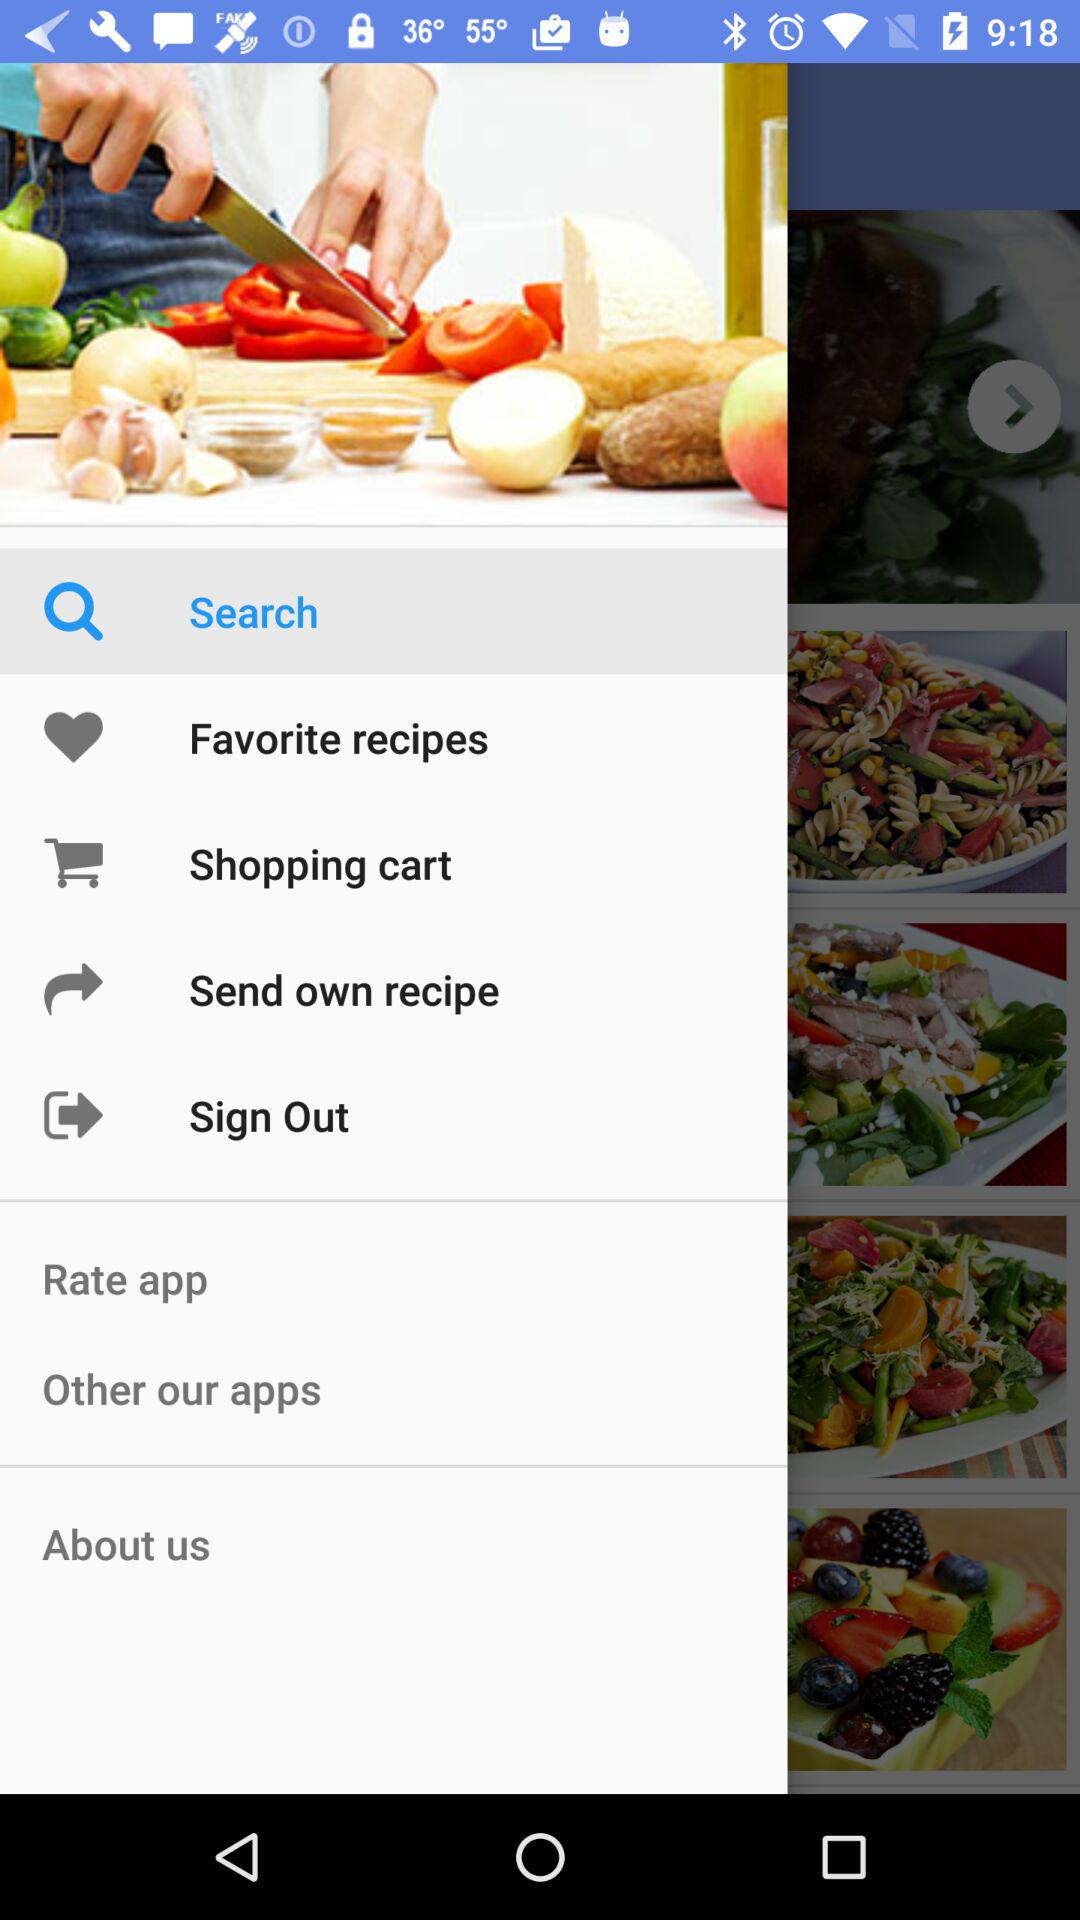 FAKE 36° 55° 9:18
Search
Favorite recipes
Shopping cart
Send own recipe
Sign Out
Rate app
Other our apps
About us